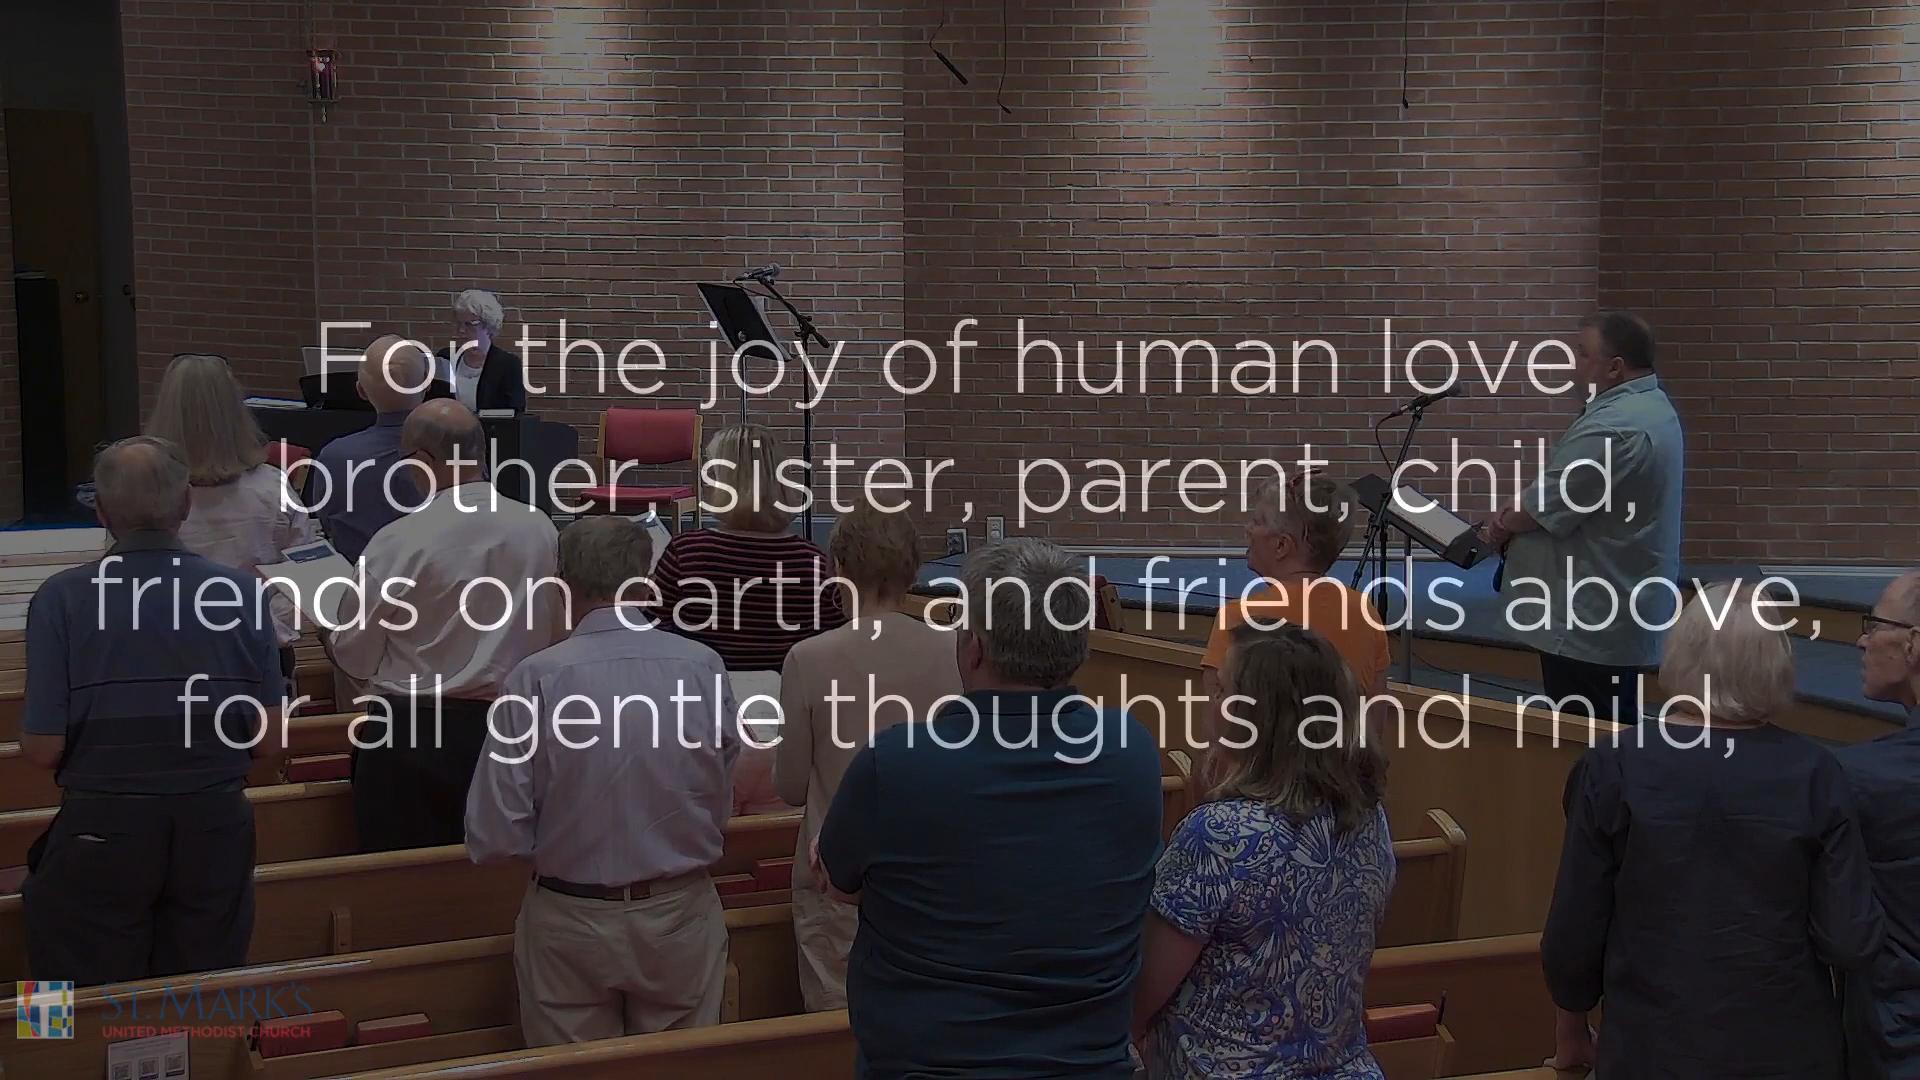 For the joy of human love,
brother, sister, parent, child,
friends on earth, and friends above,
for all gentle thoughts and mild,
ST. MARK'S
UNITED METHODIST CHURCH